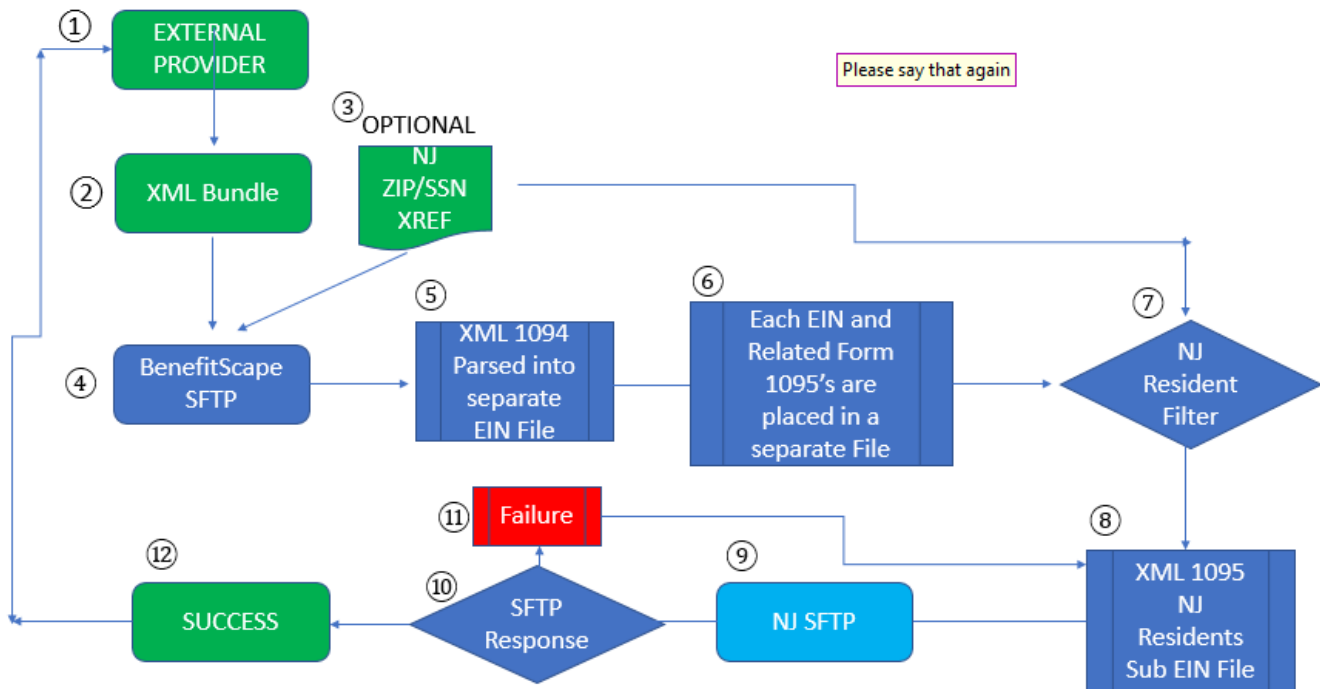 ①
EXTERNAL
PROVIDER
Please say that again
②
XML Bundle
③
OPTIONAL
NJ
ZIP/SSN
XREF
④
BenefitScape
SFTP
⑤
XML 1094
Parsed into
separate
EIN File
⑥
Each EIN and
Related Form
1095's are
placed in a
separate File
⑦
NJ
Resident
Filter
⑧
XML 1095
NJ
Residents
Sub EIN File
⑨
NJ SFTP
⑩
SFTP
Response
⑪
Failure
⑫
SUCCESS